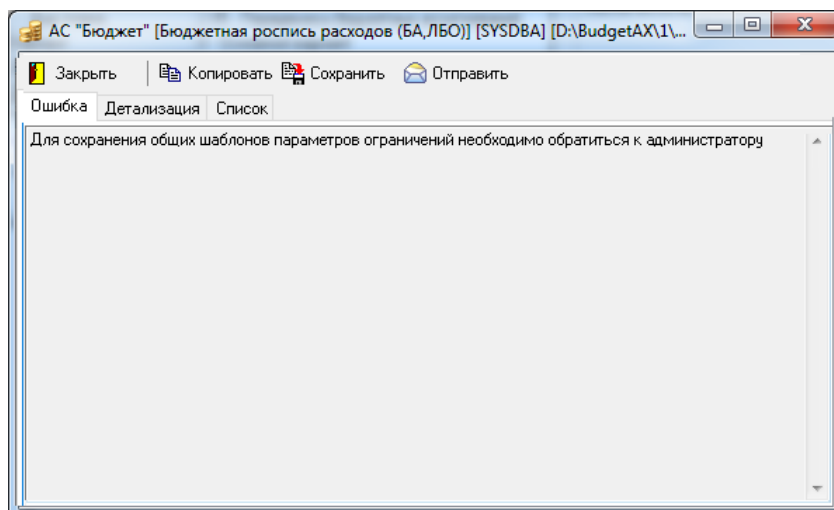 АС "Бюджет" [Бюджетная роспись расходов (БА,ЛБО)] [SYSDBA] [D:\BudgetAX\1\...
Закрыть Копировать Сохранить Отправить
Ошибка Детализация Список
Для сохранения общих шаблонов параметров ограничений необходимо обратиться к администратору